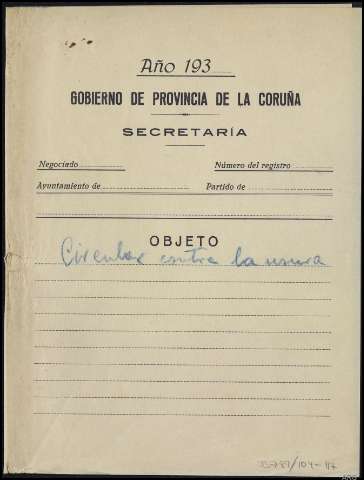 Año 193
GOBIERNO DE PROVINCIA DE LA CORUÑA
SECRETARÍA
Negociado Número del registro
Ayuntamiento de Partido de
OBJETO
Circular contra la usura